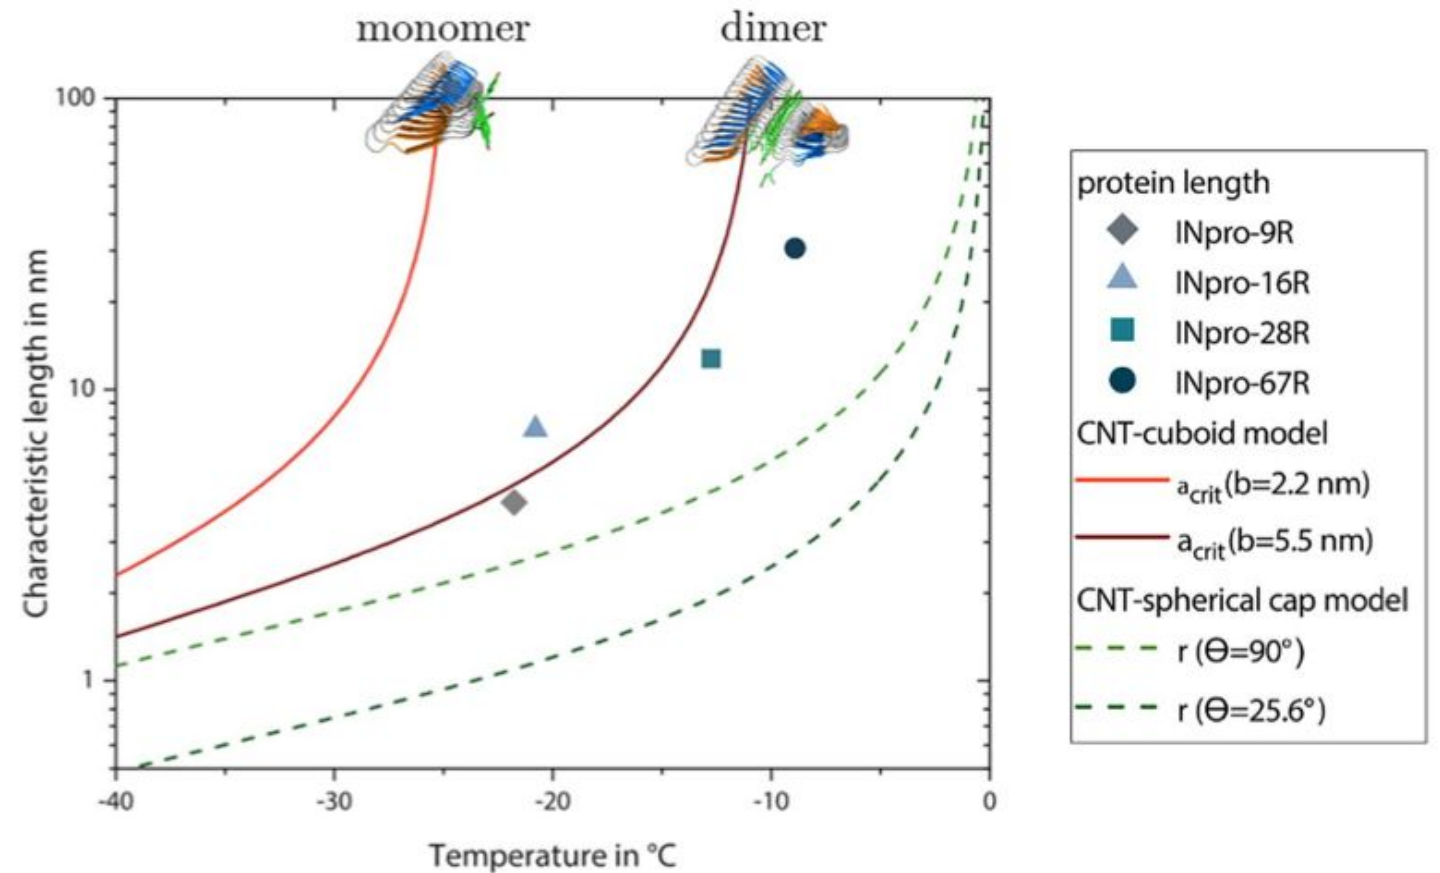 monomer
dimer
100
10
1
Characteristic length in nm
-40
-30
-20
-10
0
Temperature in °C
protein length
INpro-9R
INpro-16R
INpro-28R
INpro-67R
CNT-cuboid model
acrit(b=2.2 nm)
acrit(b=5.5 nm)
CNT-spherical cap model
r (Θ=90°)
r (Θ=25.6°)